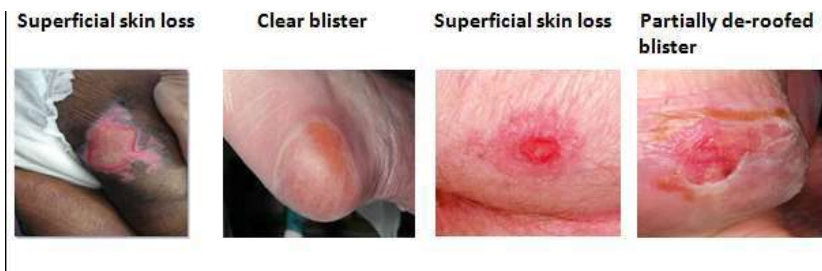 Superficial skin loss
Clear blister
Superficial skin loss
Partially de-roofed
blister